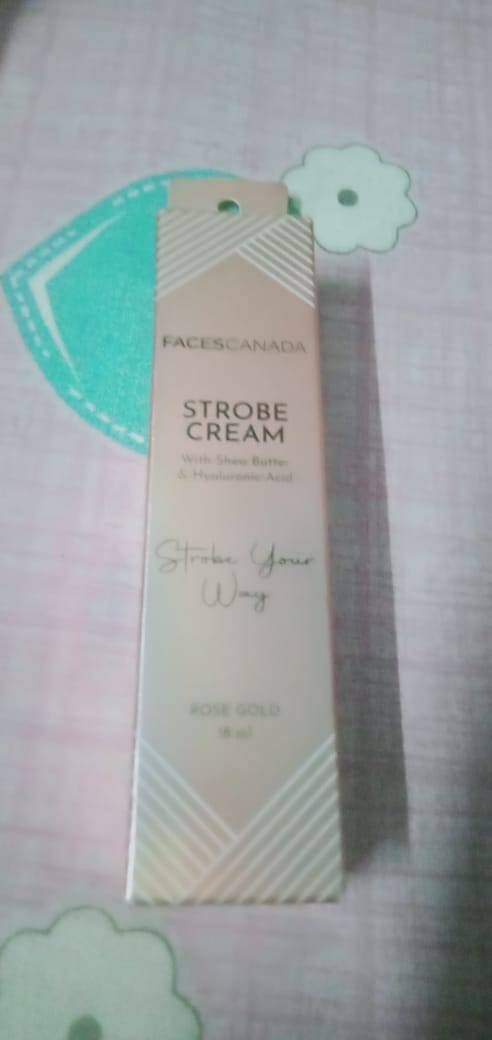 FACESCANADA
STROBE
CREAM
With Shea Butter
& Hyaluronic Acid
Strobe Your
Way
ROSE GOLD
18 ml